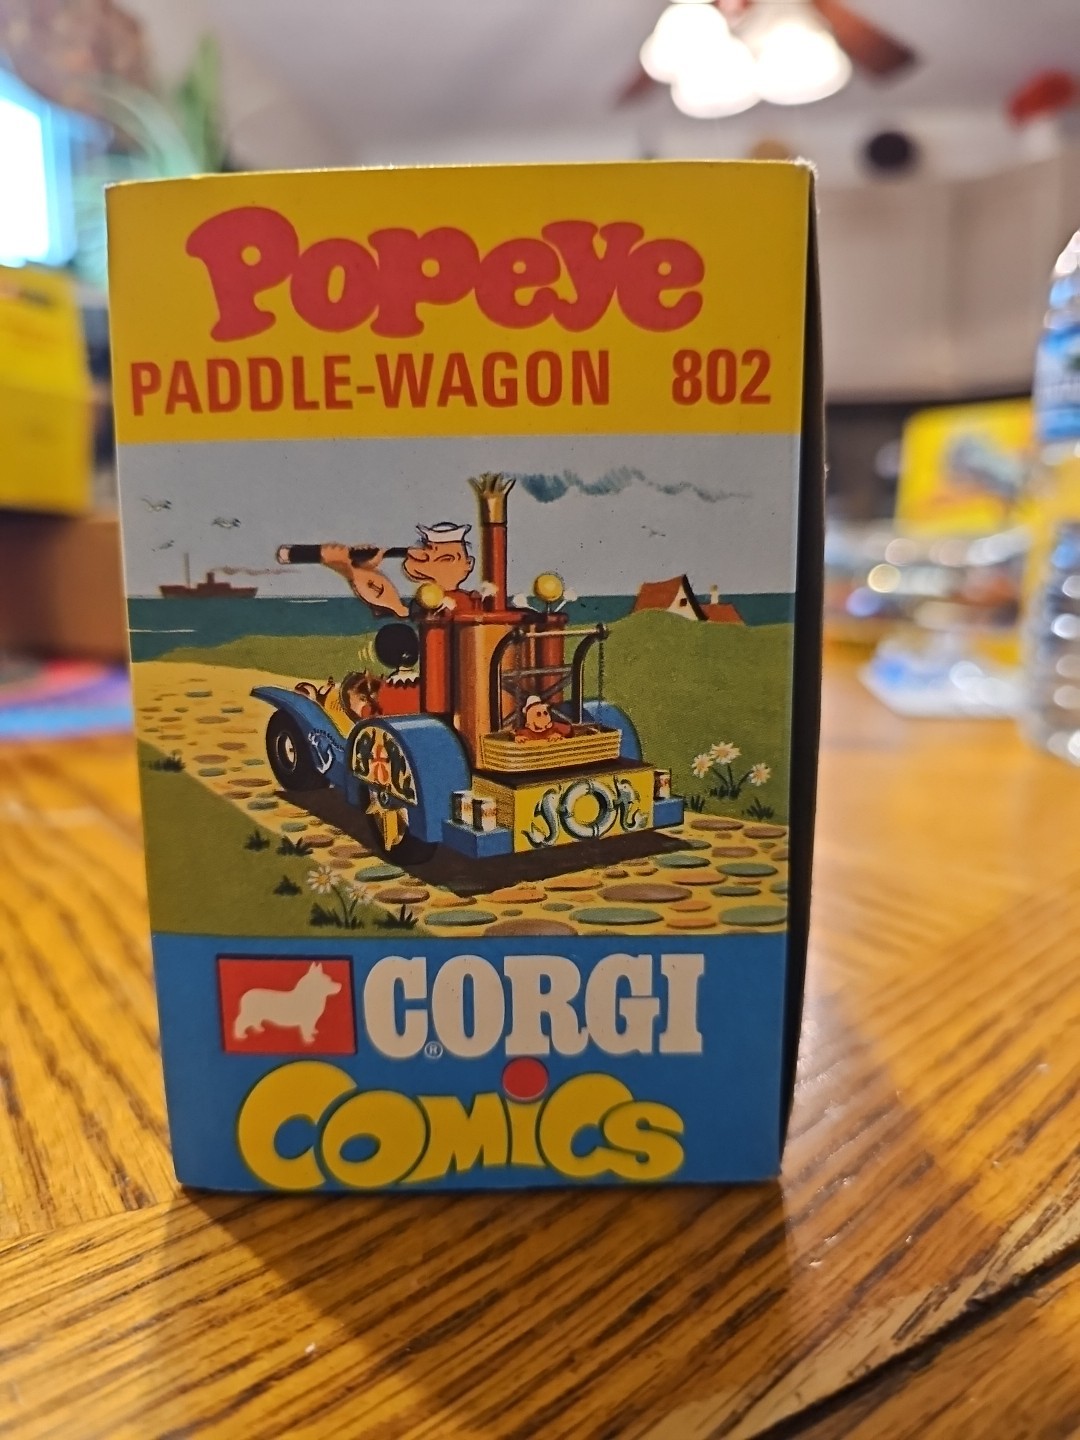 Popeye
PADDLE-WAGON 802
CORGI
®
Comics